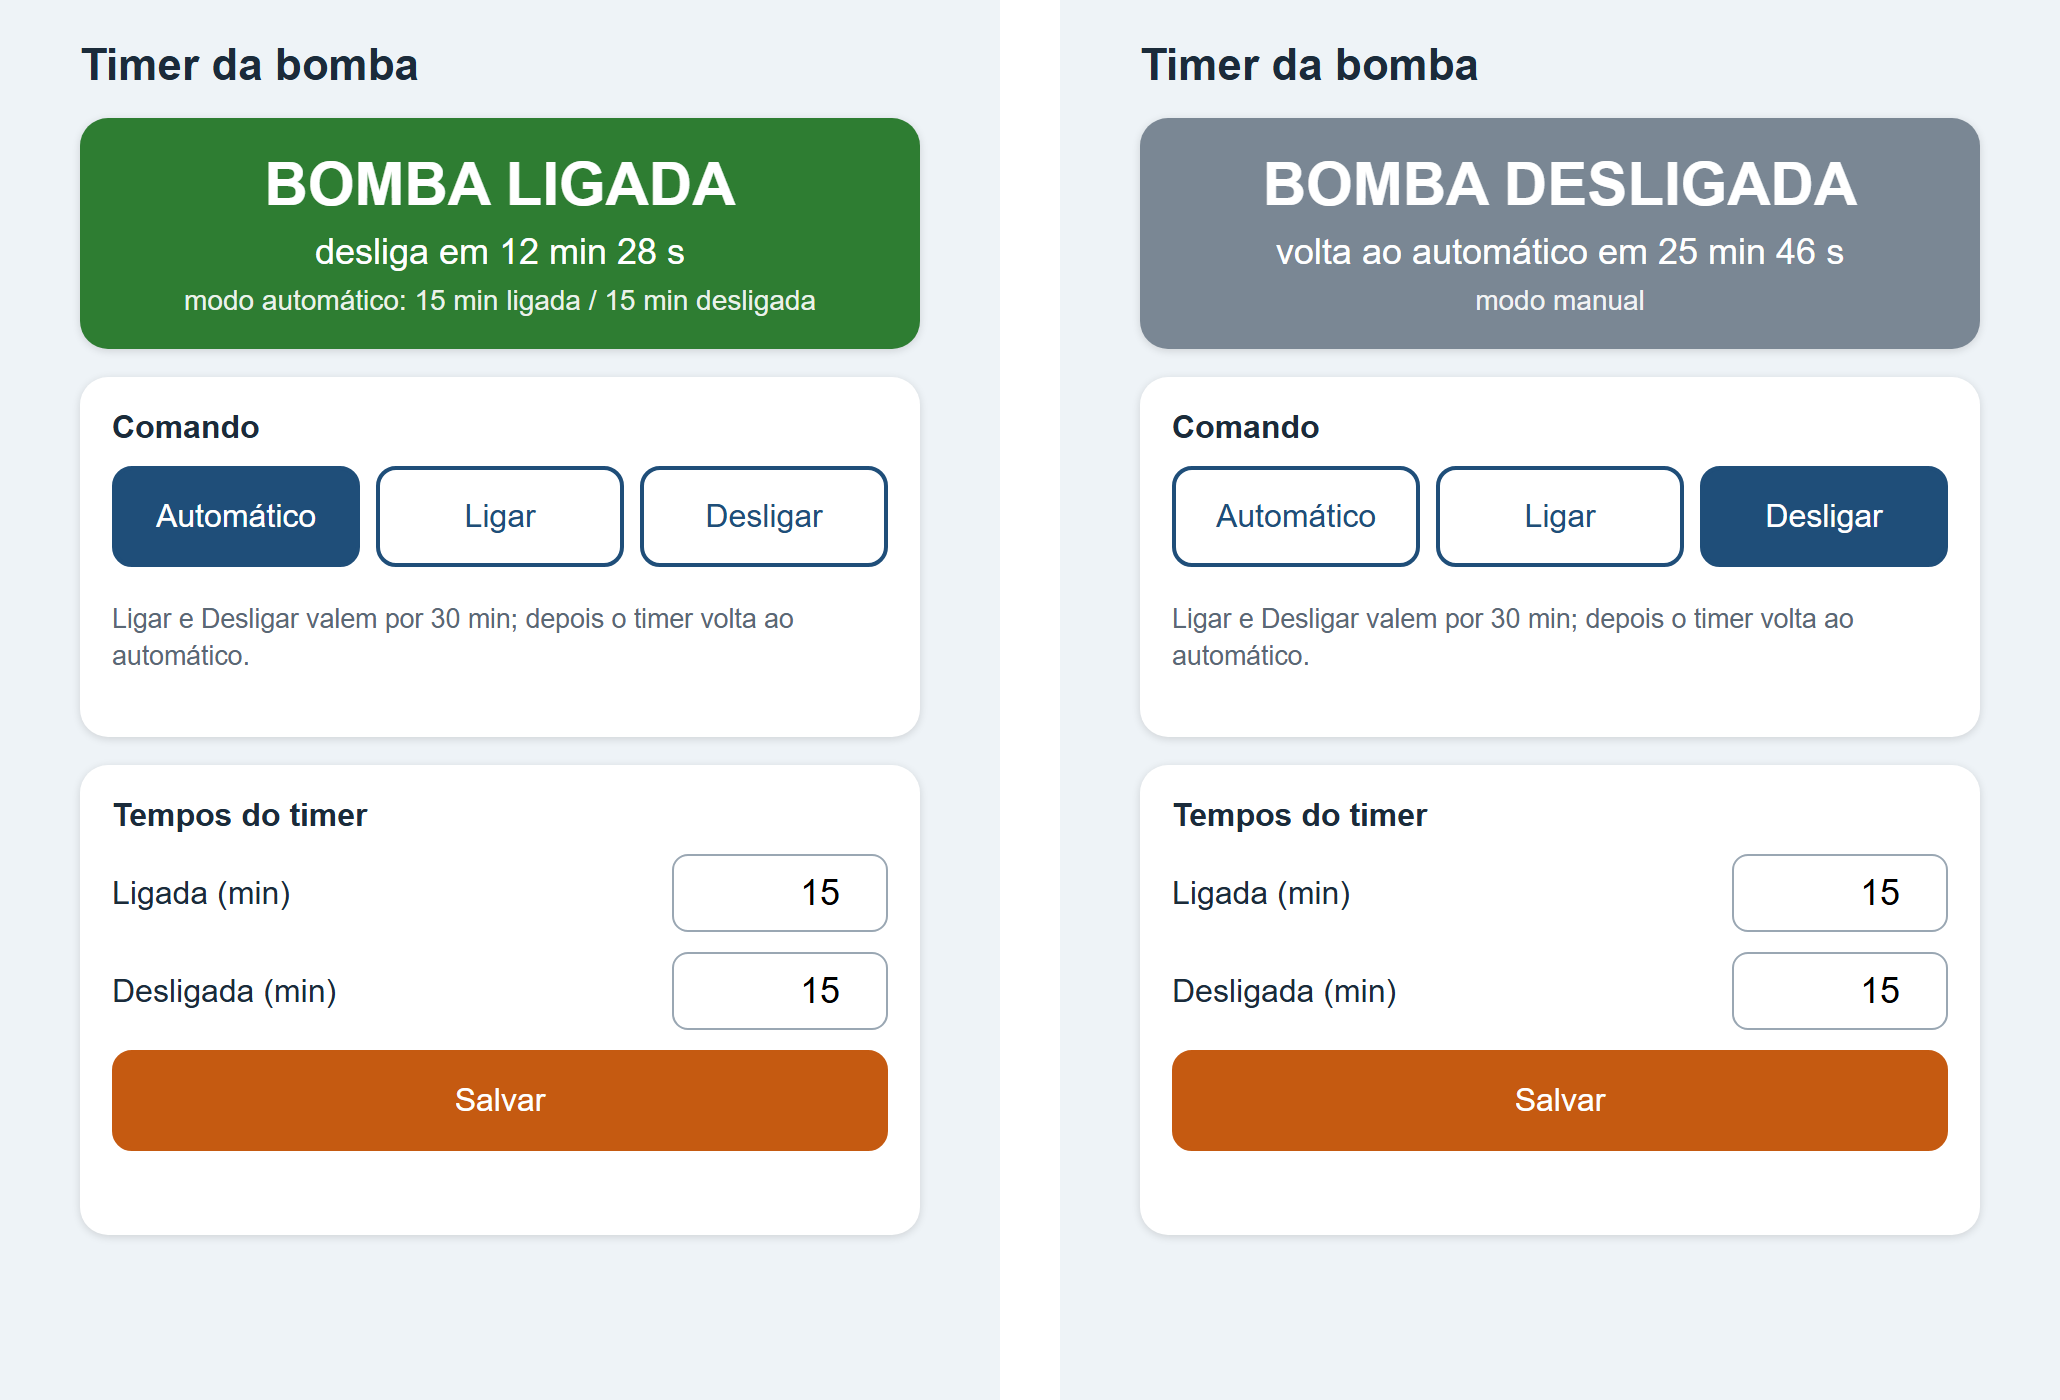 Timer da bomba
BOMBA LIGADA
desliga em 12 min 28 s
modo automático: 15 min ligada / 15 min desligada
Comando
Automático
Ligar
Desligar
Ligar e Desligar valem por 30 min; depois o timer volta ao
automático.
Tempos do timer
Ligada (min)
15
Desligada (min)
15
Salvar
Timer da bomba
BOMBA DESLIGADA
volta ao automático em 25 min 46 s
modo manual
Comando
Automático
Ligar
Desligar
Ligar e Desligar valem por 30 min; depois o timer volta ao
automático.
Tempos do timer
Ligada (min)
15
Desligada (min)
15
Salvar